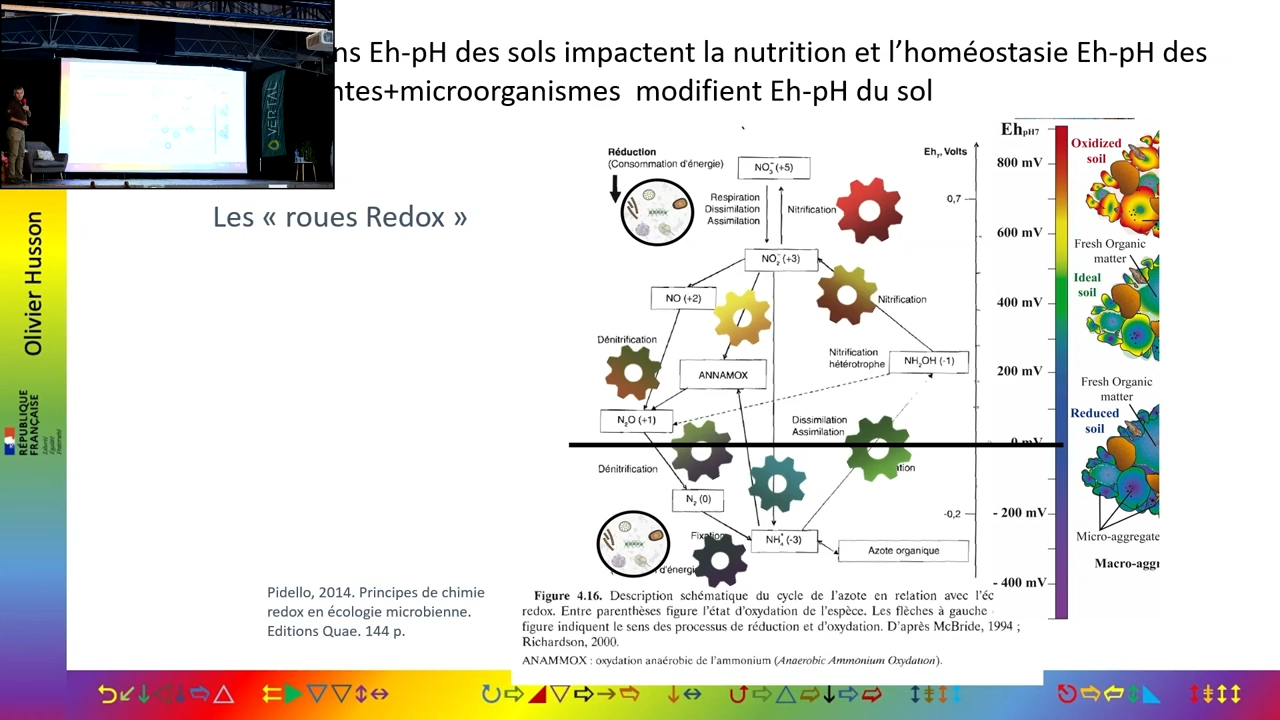 ns Eh-pH des sols impactent la nutrition et l’homéostasie Eh-pH des
ntes+microorganismes modifient Eh-pH du sol
VERTAL
Olivier Husson
RÉPUBLIQUE
FRANÇAISE
Liberté
Égalité
Fraternité
Les « roues Redox »
Réduction
(Consommation d'énergie)
NO₃⁻ (+5)
Eh₇, Volts
Respiration
Dissimilation
Assimilation
Nitrification
0,7
NO₂⁻ (+3)
NO (+2)
Nitrification
Dénitrification
Nitrification
hétérotrophe
NH₂OH (-1)
ANNAMOX
N₂O (+1)
Dissimilation
Assimilation
Dénitrification
ation
N₂ (0)
-0,2
Fixation
NH₄⁺ (-3)
Azote organique
d'énergi
Eh pH7
800 mV
600 mV
400 mV
200 mV
0 mV
- 200 mV
- 400 mV
Oxidized
soil
Fresh Organic
matter
Ideal
soil
Fresh Organic
matter
Reduced
soil
Micro-aggregate
Macro-aggr
Pidello, 2014. Principes de chimie
redox en écologie microbienne.
Editions Quae. 144 p.
Figure 4.16. Description schématique du cycle de l'azote en relation avec l'éc
redox. Entre parenthèses figure l'état d'oxydation de l'espèce. Les flèches à gauche
figure indiquent le sens des processus de réduction et d'oxydation. D'après McBride, 1994 ;
Richardson, 2000.
ANAMMOX : oxydation anaérobie de l'ammonium (Anaerobic Ammonium Oxydation).